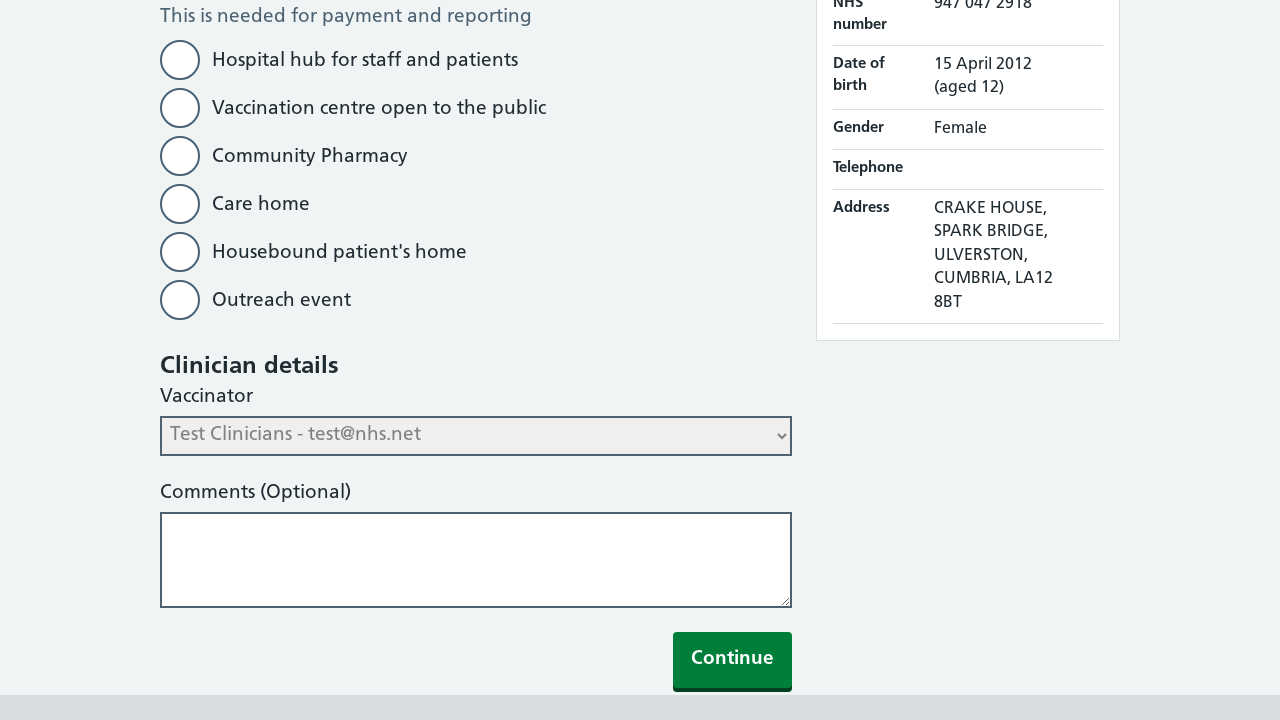 This is needed for payment and reporting
Hospital hub for staff and patients
Vaccination centre open to the public
Community Pharmacy
Care home
Housebound patient's home
Outreach event
Clinician details
Vaccinator
Test Clinicians - test@nhs.net
Comments (Optional)
Continue
NHS number 947 047 2918
Date of birth 15 April 2012 (aged 12)
Gender Female
Telephone
Address CRAKE HOUSE,
SPARK BRIDGE,
ULVERSTON,
CUMBRIA, LA12
8BT